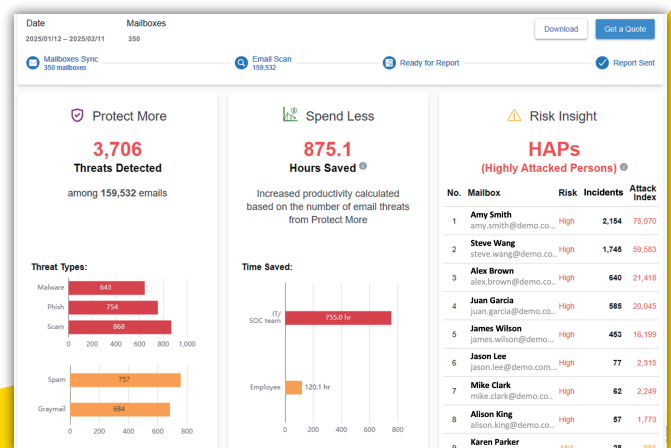 Date Mailboxes
2025/01/12 – 2025/02/11 350
Download Get a Quote
Mailboxes Sync
350 mailboxes
Email Scan
159,532
Ready for Report
Report Sent
Protect More
3,706
Threats Detected
among 159,532 emails
Threat Types:
Malware 643
Phish 754
Scam 868
0 200 400 600 800 1,000
Spam 757
Graymail 684
0 200 400 600 800
Spend Less
875.1
Hours Saved
Increased productivity calculated
based on the number of email threats
from Protect More
Time Saved:
IT/
SOC team 755.0 hr
Employee 120.1 hr
0 200 400 600 800
Risk Insight
HAPs
(Highly Attacked Persons)
No. Mailbox Risk Incidents Attack
Index
1 Amy Smith High 2,154 75,070
amy.smith@demo.co...
2 Steve Wang High 1,745 59,583
steve.wang@demo.co..
3 Alex Brown High 640 21,418
alex.brown@demo.co..
4 Juan Garcia High 585 20,045
juan.garcia@demo.co..
5 James Wilson High 453 16,199
james.wilson@demo...
6 Jason Lee High 77 2,315
jason.lee@demo.com...
7 Mike Clark High 62 2,249
mike.clark@demo.co..
8 Alison King High 57 1,773
alison.king@demo.co..
Karen Parker